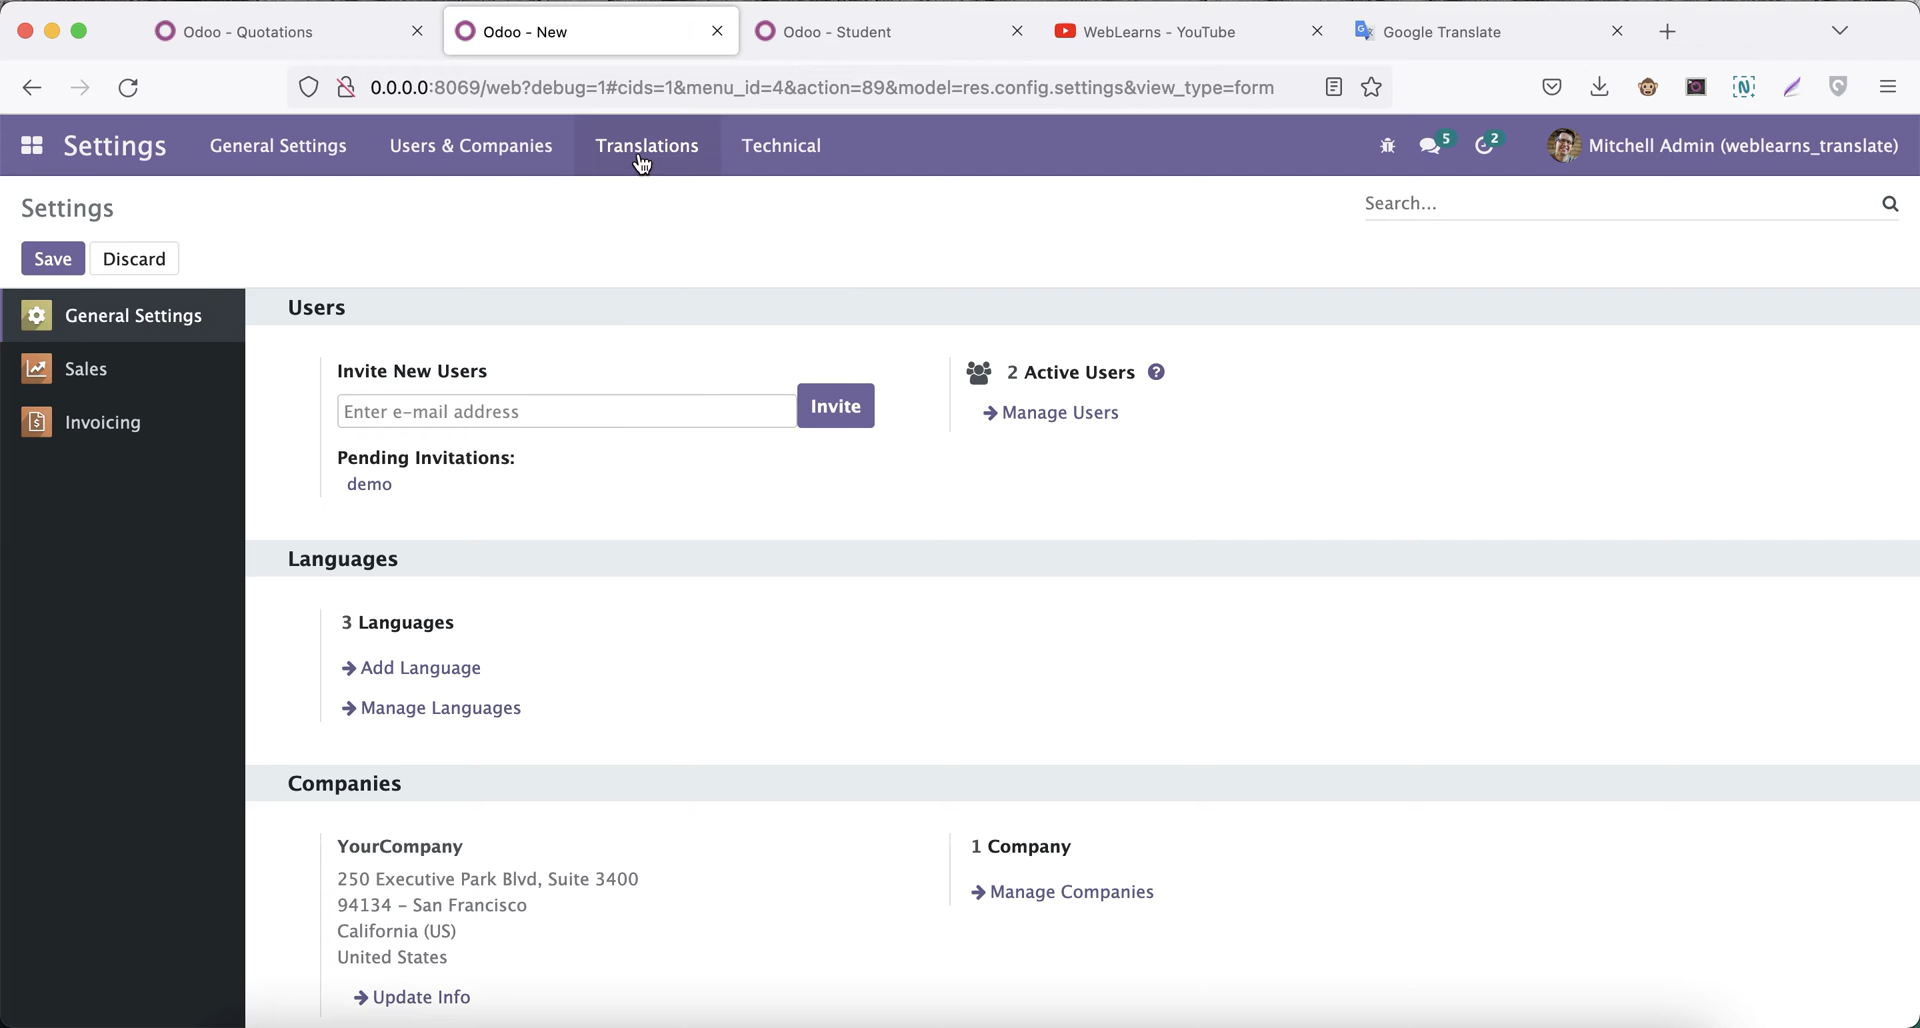 Odoo - Quotations
Odoo - New
Odoo - Student
WebLearns - YouTube
Google Translate
0.0.0.0:8069/web?debug=1#cids=1&menu_id=4&action=89&model=res.config.settings&view_type=form
Settings
General Settings
Users & Companies
Translations
Technical
5
2
Mitchell Admin (weblearns_translate)
Settings
Search...
Save
Discard
General Settings
Sales
Invoicing
Users
Invite New Users
Enter e-mail address
Invite
Pending Invitations:
demo
2 Active Users ?
Manage Users
Languages
3 Languages
Add Language
Manage Languages
Companies
YourCompany
250 Executive Park Blvd, Suite 3400
94134 - San Francisco
California (US)
United States
Update Info
1 Company
Manage Companies